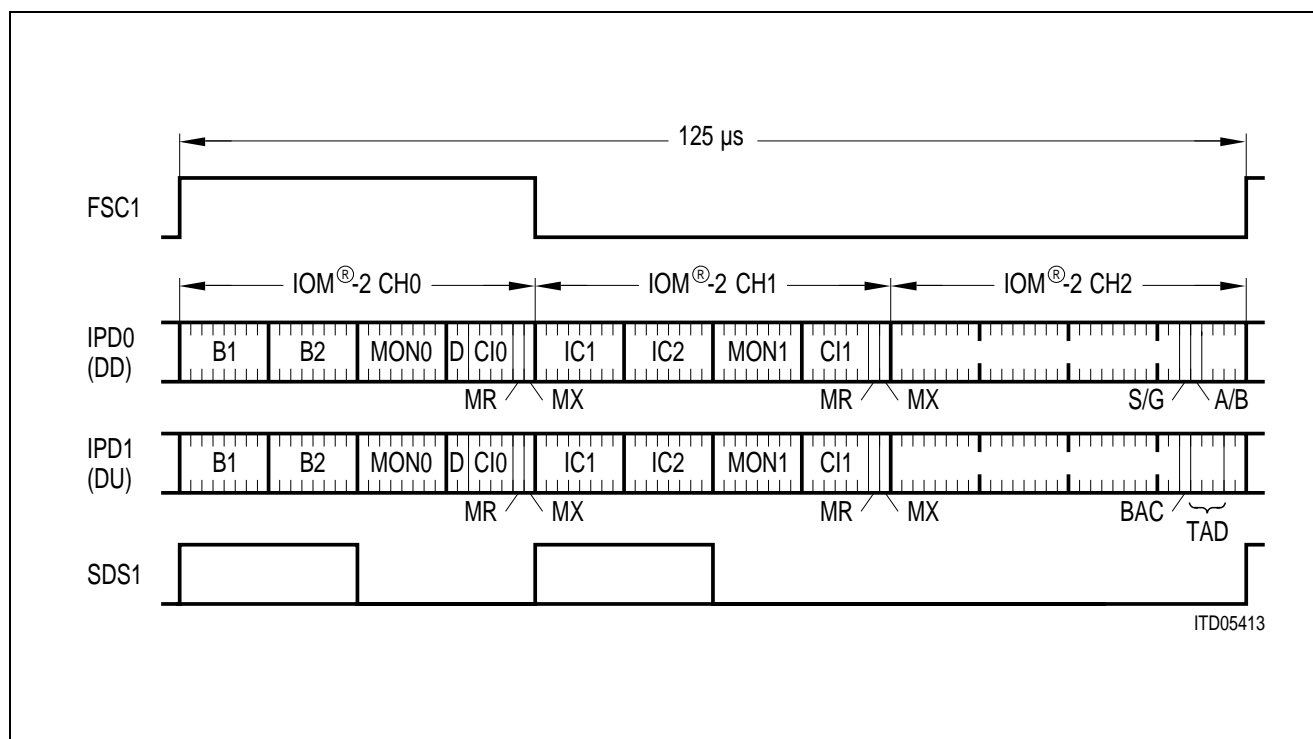 125 µs
FSC1
IOM®-2 CH0 IOM®-2 CH1 IOM®-2 CH2
IPD0
(DD)
B1 B2 MON0 D CI0 IC1 IC2 MON1 CI1
MR MX MR MX S/G A/B
IPD1
(DU)
B1 B2 MON0 D CI0 IC1 IC2 MON1 CI1
MR MX MR MX BAC TAD
SDS1
ITD05413